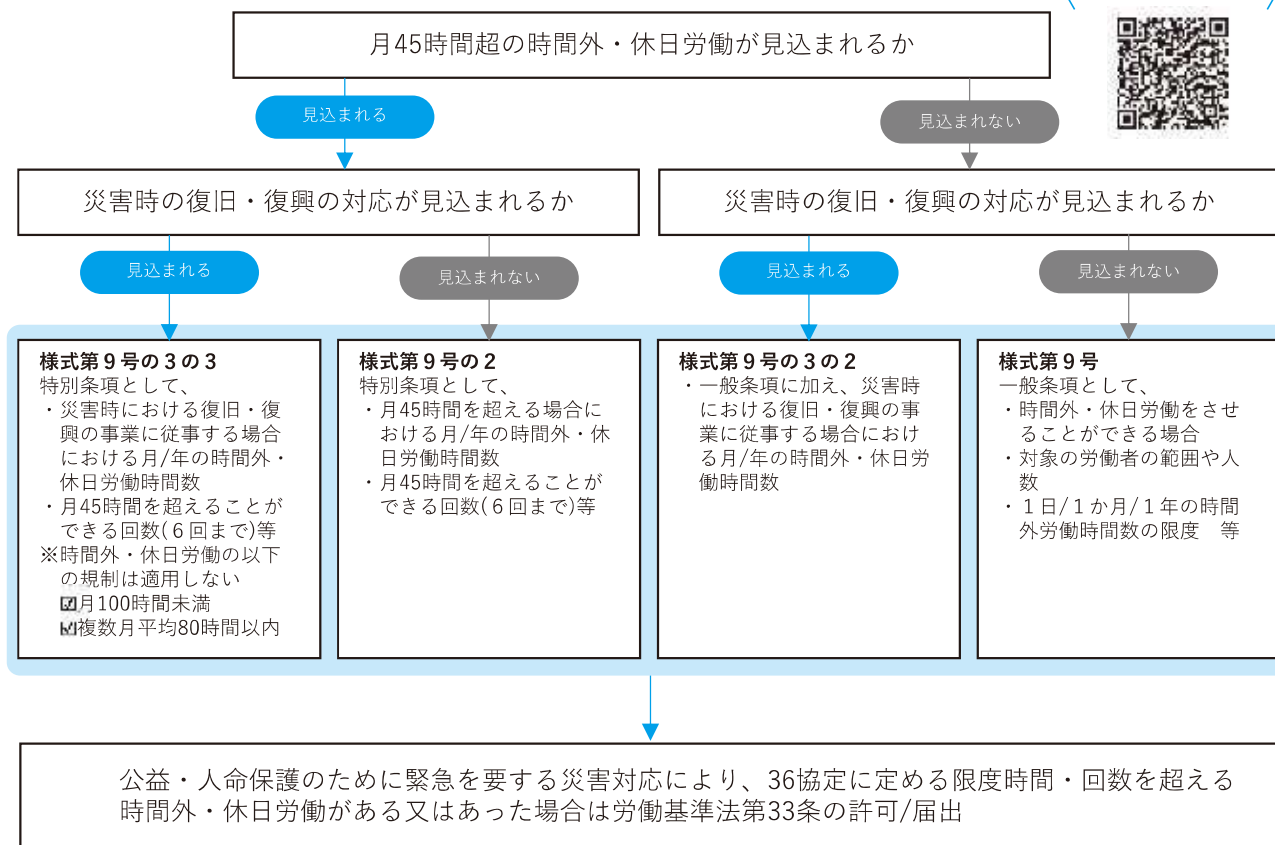 月45時間超の時間外・休日労働が見込まれるか
見込まれる
見込まれない
災害時の復旧・復興の対応が見込まれるか
災害時の復旧・復興の対応が見込まれるか
見込まれる
見込まれない
見込まれる
見込まれない
様式第９号の３の３
特別条項として、
・災害時における復旧・復
興の事業に従事する場合
における月/年の時間外・
休日労働時間数
・月45時間を超えることが
できる回数(６回まで)等
※時間外・休日労働の以下
の規制は適用しない
☑月100時間未満
☑複数月平均80時間以内
様式第９号の２
特別条項として、
・月45時間を超える場合に
おける月/年の時間外・休
日労働時間数
・月45時間を超えることが
できる回数(６回まで)等
様式第９号の３の２
・一般条項に加え、災害時
における復旧・復興の事
業に従事する場合におけ
る月/年の時間外・休日労
働時間数
様式第９号
一般条項として、
・時間外・休日労働をさせ
ることができる場合
・対象の労働者の範囲や人
数
・１日/１か月/１年の時間
外労働時間数の限度　等
公益・人命保護のために緊急を要する災害対応により、36協定に定める限度時間・回数を超える
時間外・休日労働がある又はあった場合は労働基準法第33条の許可/届出